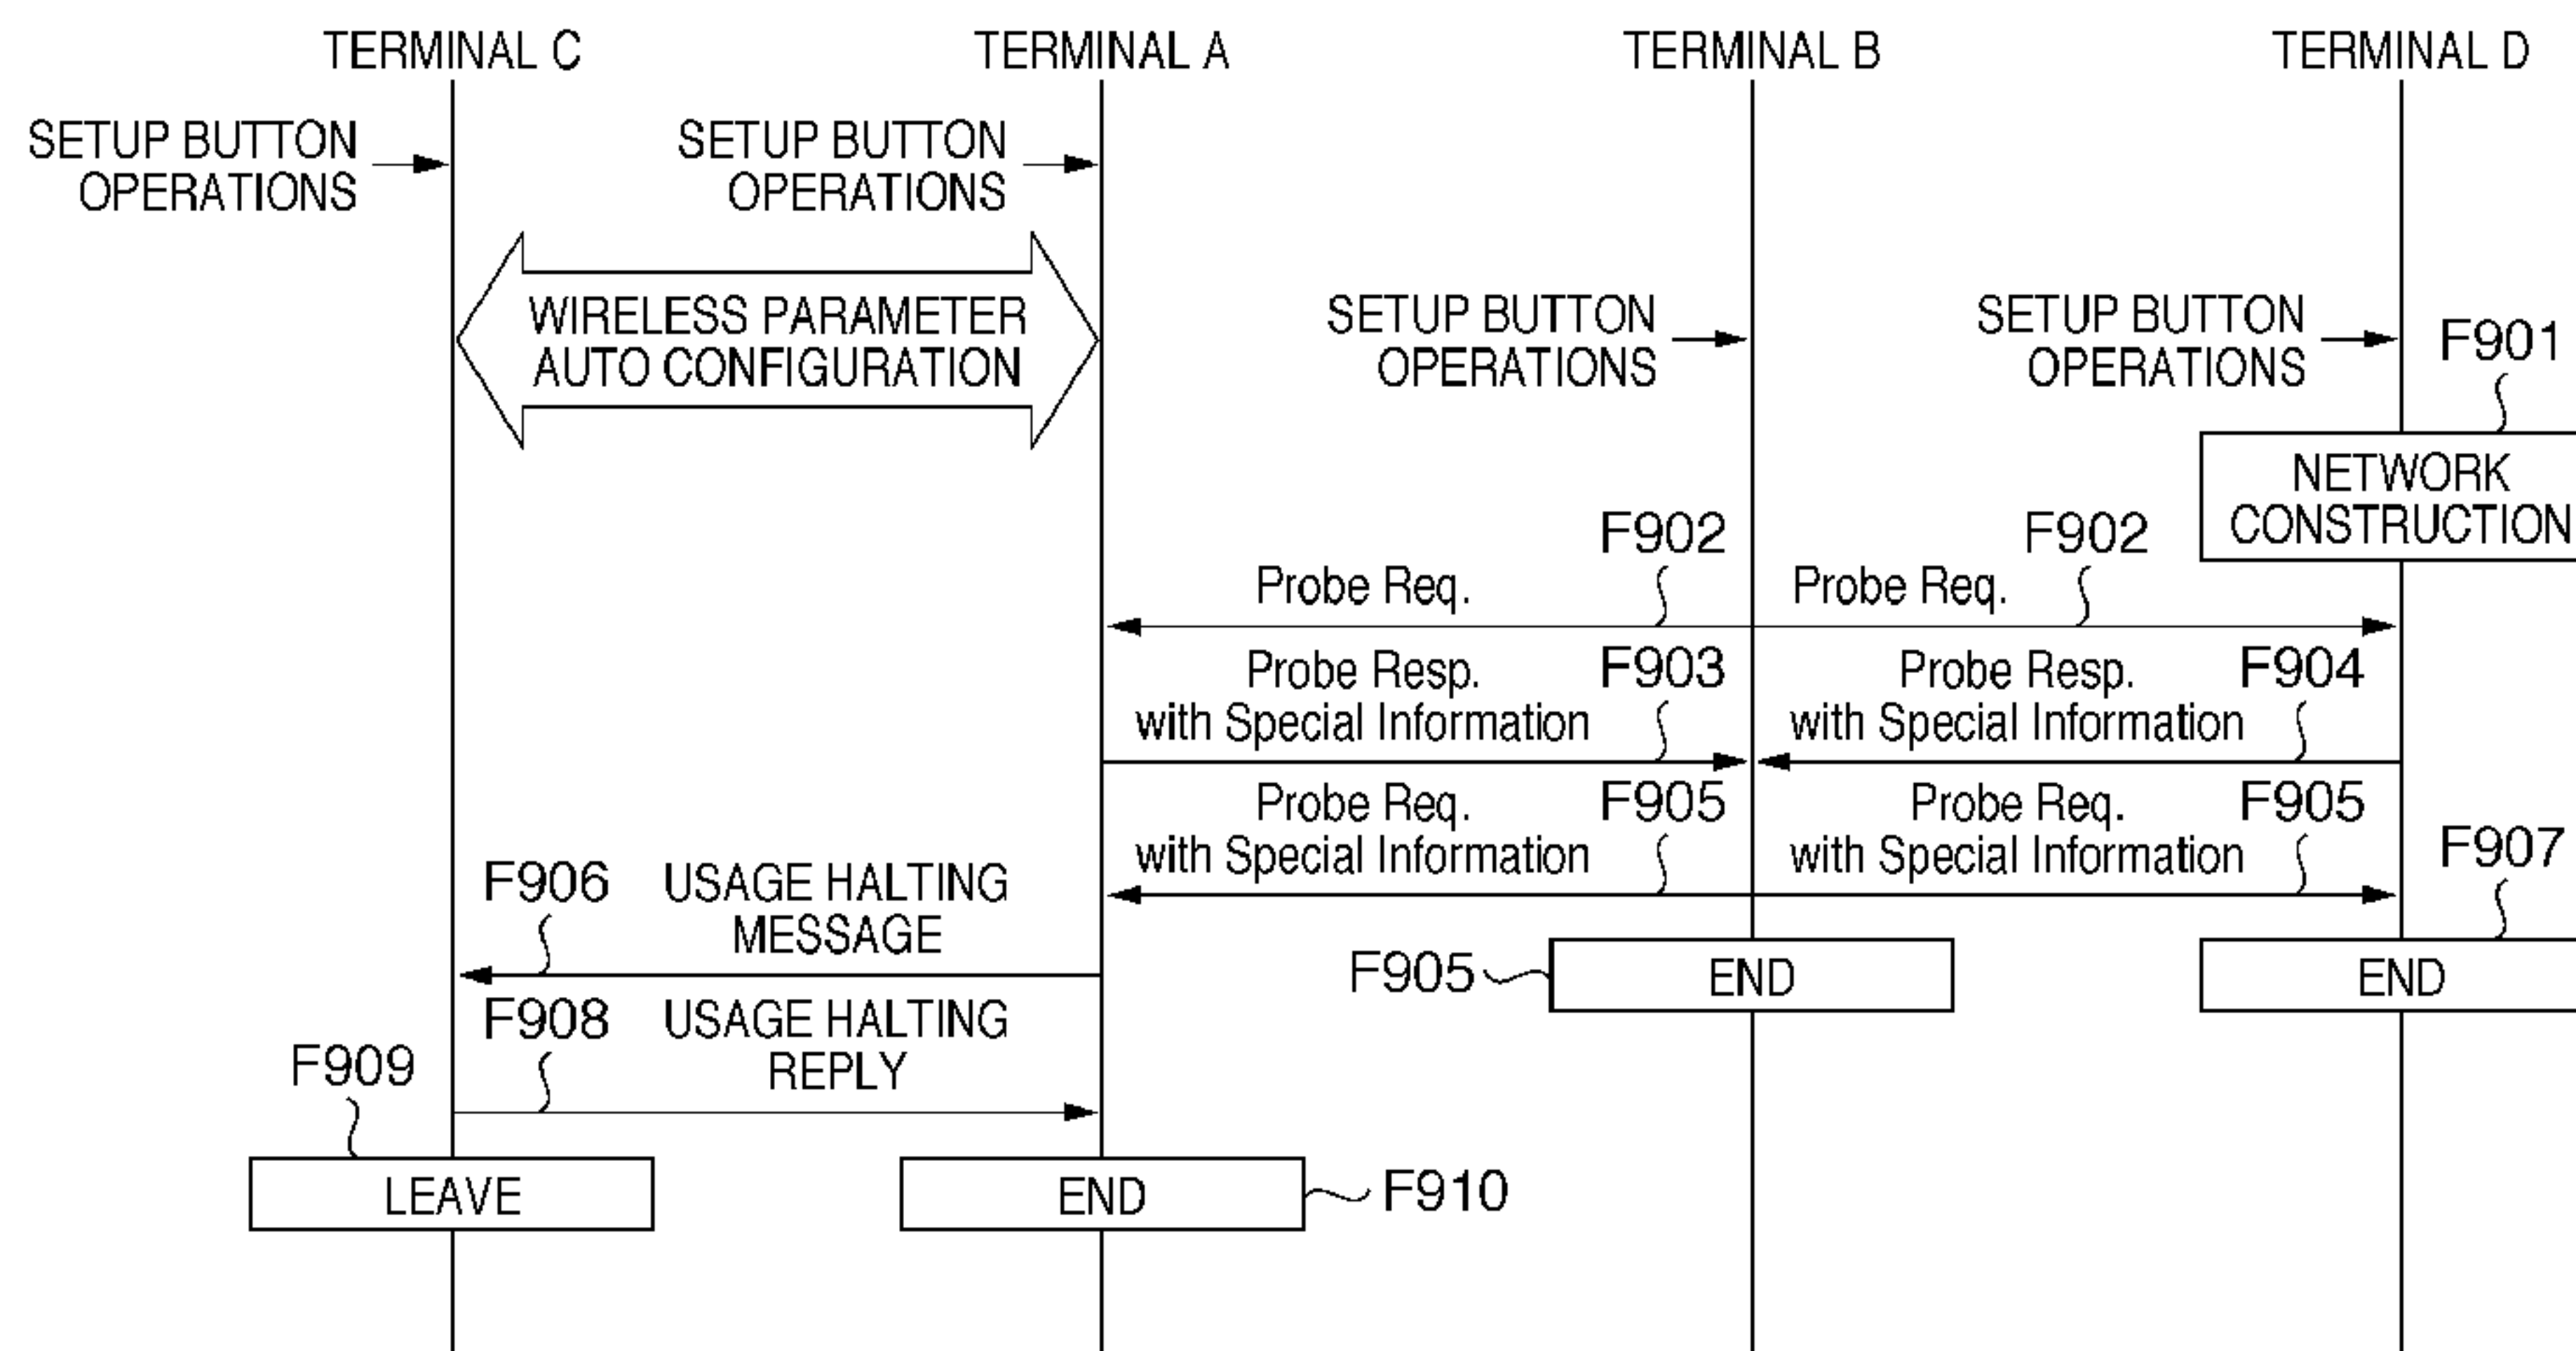 TERMINAL C
TERMINAL A
TERMINAL B
TERMINAL D
SETUP BUTTON
OPERATIONS
SETUP BUTTON
OPERATIONS
WIRELESS PARAMETER
AUTO CONFIGURATION
SETUP BUTTON
OPERATIONS
SETUP BUTTON
OPERATIONS
F901
NETWORK
CONSTRUCTION
F902
Probe Req.
F902
Probe Req.
Probe Resp.
with Special Information
F903
Probe Resp.
with Special Information
F904
Probe Req.
with Special Information
F905
Probe Req.
with Special Information
F905
F907
F906
USAGE HALTING
MESSAGE
F905
END
END
F908
USAGE HALTING
REPLY
F909
LEAVE
END
F910